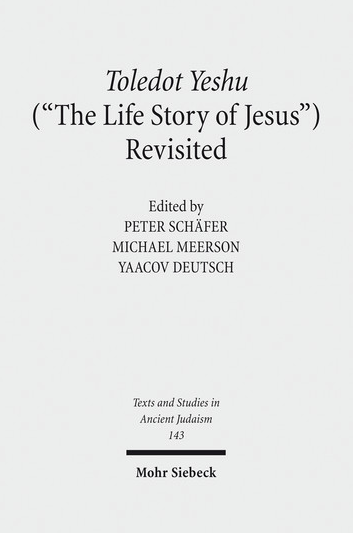 Toledot Yeshu
(“The Life Story of Jesus”)
Revisited
Edited by
PETER SCHÄFER
MICHAEL MEERSON
YAACOV DEUTSCH
Texts and Studies in
Ancient Judaism
143
Mohr Siebeck